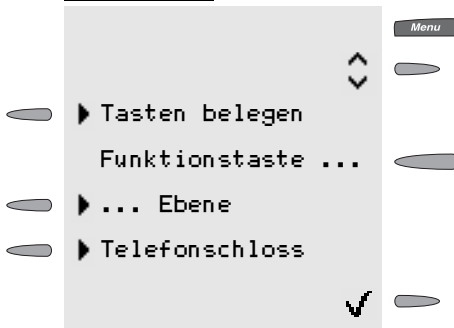 Menu
Tasten belegen
Funktionstaste ...
... Ebene
Telefonschloss